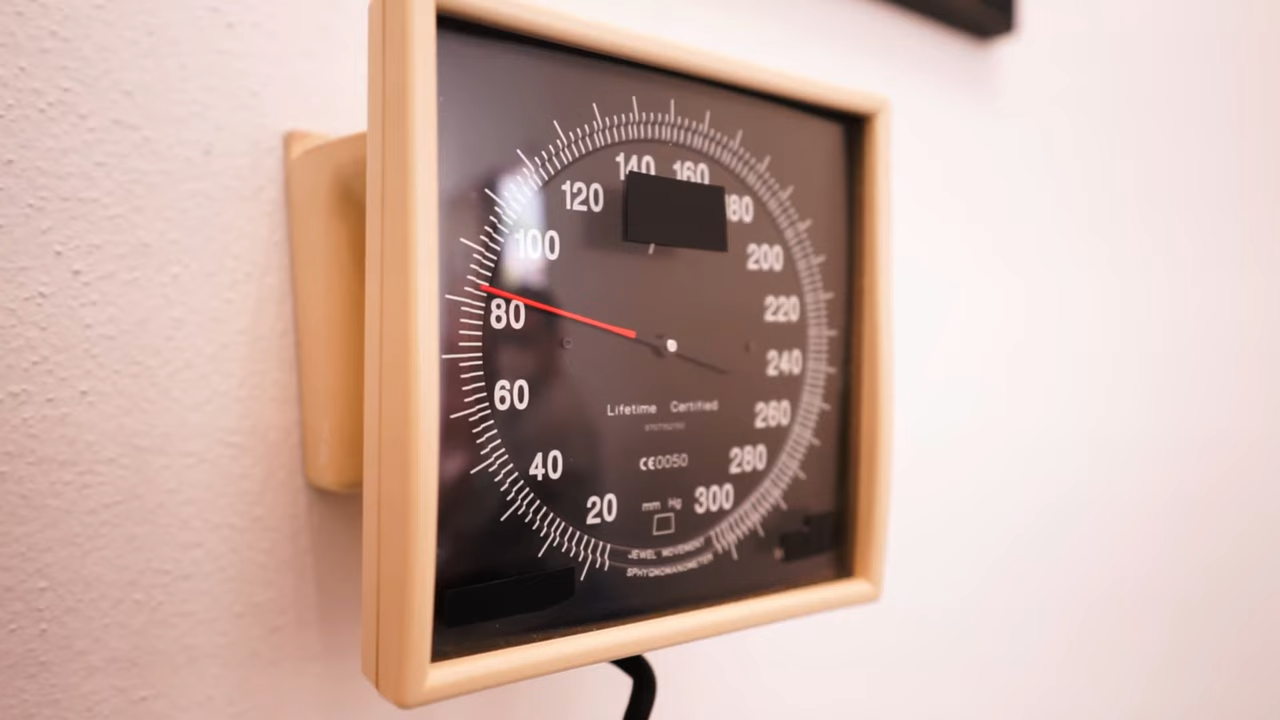 140 160
120
80
100
200
80
220
240
60
Lifetime Certified
260
CE0050
40
280
mm Hg
300
20
JEWEL MOVEMENT
SPHYGMOMANOMETER